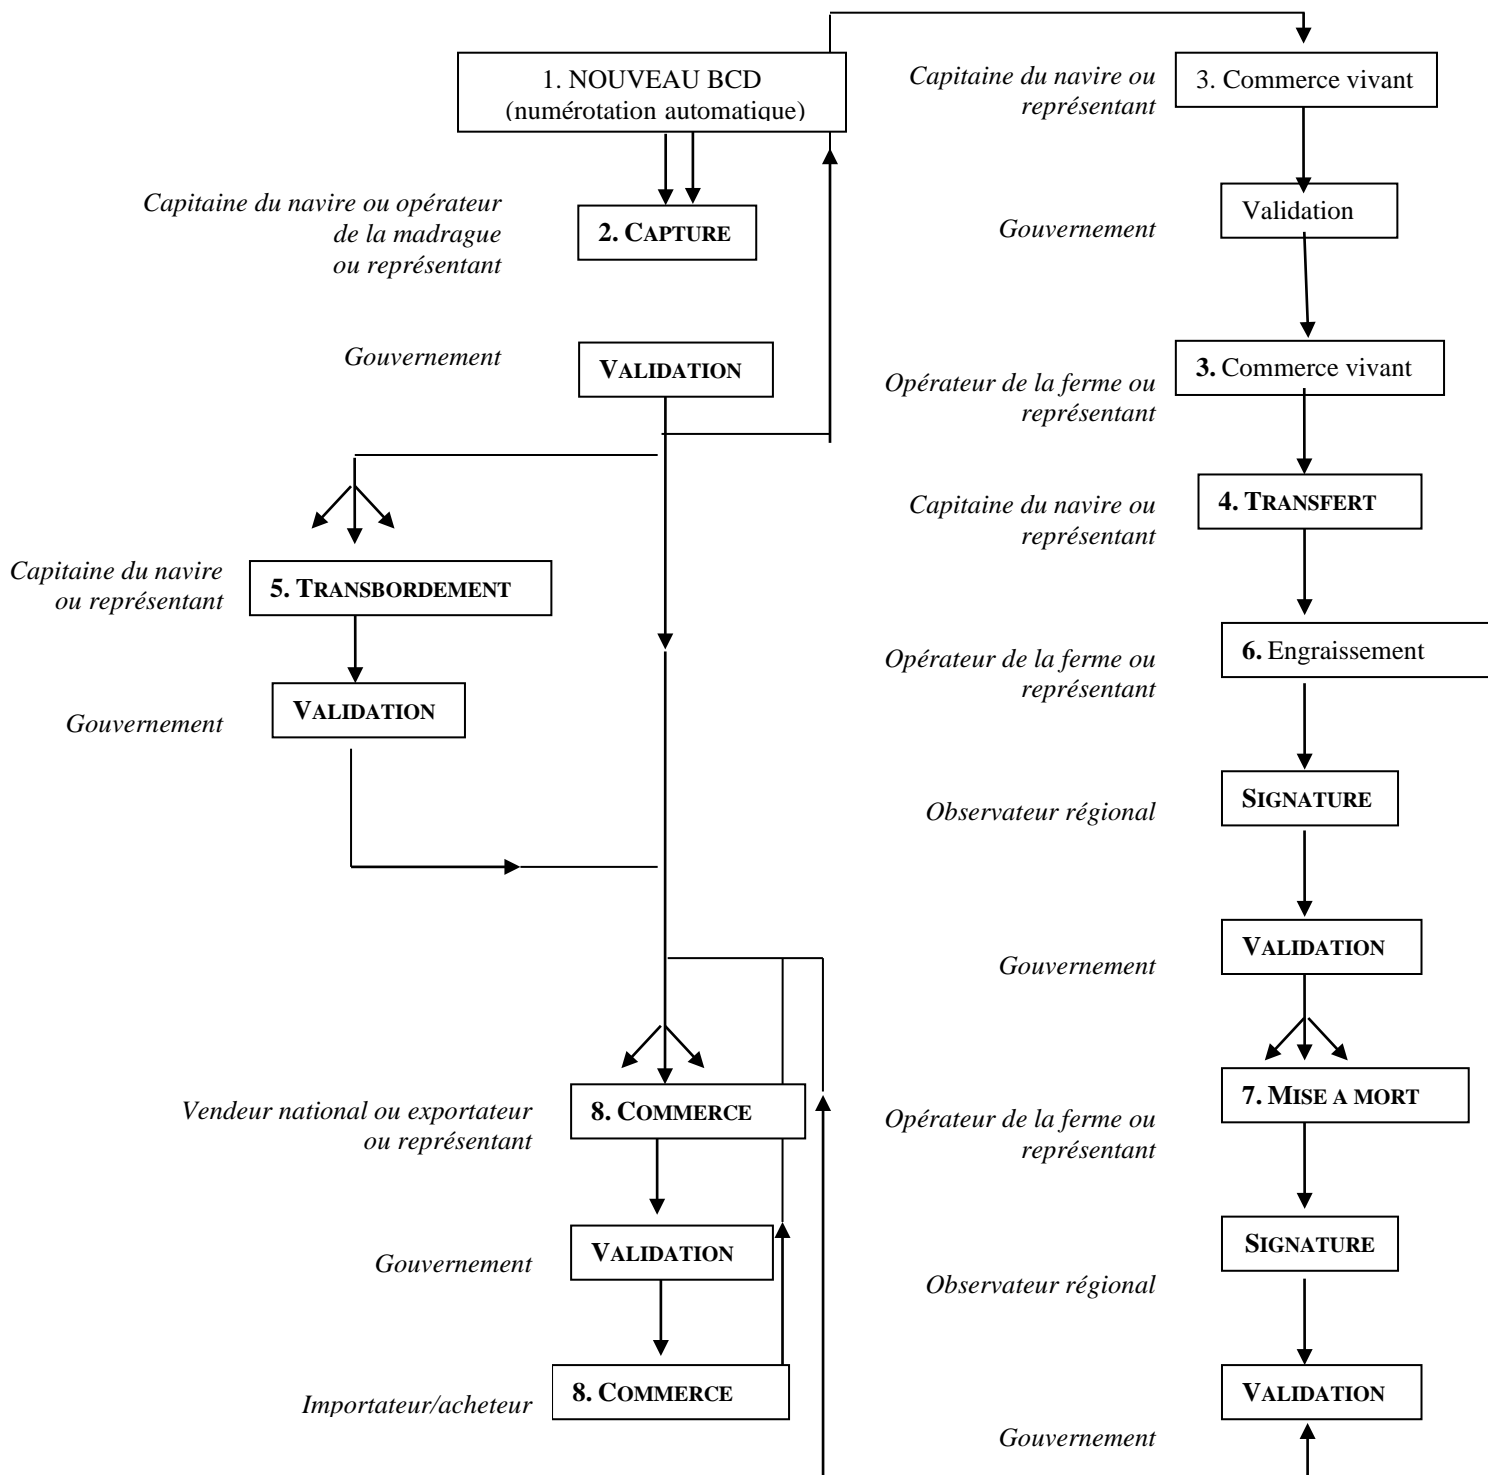 1. NOUVEAU BCD
(numérotation automatique)
Capitaine du navire ou opérateur
de la madrague
ou représentant
2. CAPTURE
Gouvernement
VALIDATION
Capitaine du navire
ou représentant
5. TRANSBORDEMENT
Gouvernement
VALIDATION
Vendeur national ou exportateur
ou représentant
8. COMMERCE
Gouvernement
VALIDATION
Importateur/acheteur
8. COMMERCE
Capitaine du navire ou
représentant
3. Commerce vivant
Gouvernement
Validation
Opérateur de la ferme ou
représentant
3. Commerce vivant
Capitaine du navire ou
représentant
4. TRANSFERT
Opérateur de la ferme ou
représentant
6. Engraissement
Observateur régional
SIGNATURE
Gouvernement
VALIDATION
Opérateur de la ferme ou
représentant
7. MISE A MORT
Observateur régional
SIGNATURE
Gouvernement
VALIDATION